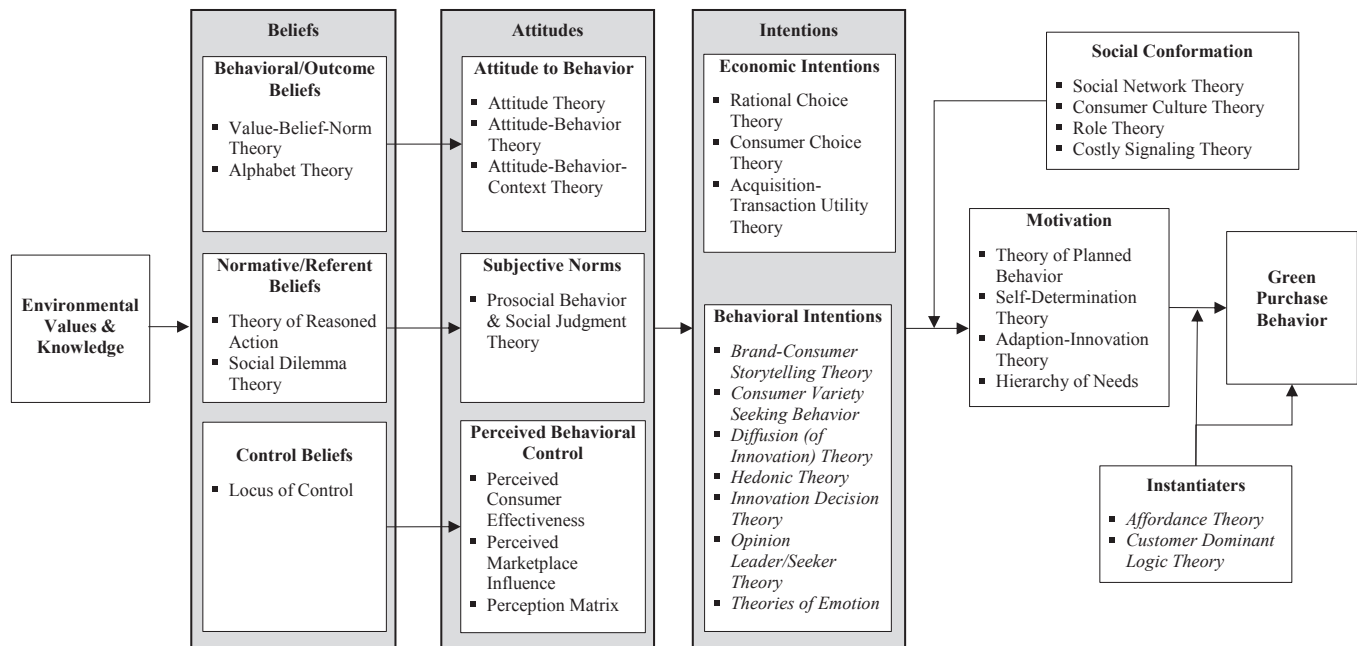 Environmental
Values &
Knowledge
Beliefs
Behavioral/Outcome
Beliefs
▪ Value-Belief-Norm
Theory
▪ Alphabet Theory
Normative/Referent
Beliefs
▪ Theory of Reasoned
Action
▪ Social Dilemma
Theory
Control Beliefs
▪ Locus of Control
Attitudes
Attitude to Behavior
▪ Attitude Theory
▪ Attitude-Behavior
Theory
▪ Attitude-Behavior-
Context Theory
Subjective Norms
▪ Prosocial Behavior
& Social Judgment
Theory
Perceived Behavioral
Control
▪ Perceived
Consumer
Effectiveness
▪ Perceived
Marketplace
Influence
▪ Perception Matrix
Intentions
Economic Intentions
▪ Rational Choice
Theory
▪ Consumer Choice
Theory
▪ Acquisition-
Transaction Utility
Theory
Behavioral Intentions
▪ Brand-Consumer
Storytelling Theory
▪ Consumer Variety
Seeking Behavior
▪ Diffusion (of
Innovation) Theory
▪ Hedonic Theory
▪ Innovation Decision
Theory
▪ Opinion
Leader/Seeker
Theory
▪ Theories of Emotion
Social Conformation
▪ Social Network Theory
▪ Consumer Culture Theory
▪ Role Theory
▪ Costly Signaling Theory
Motivation
▪ Theory of Planned
Behavior
▪ Self-Determination
Theory
▪ Adaption-Innovation
Theory
▪ Hierarchy of Needs
Green
Purchase
Behavior
Instantiaters
▪ Affordance Theory
▪ Customer Dominant
Logic Theory